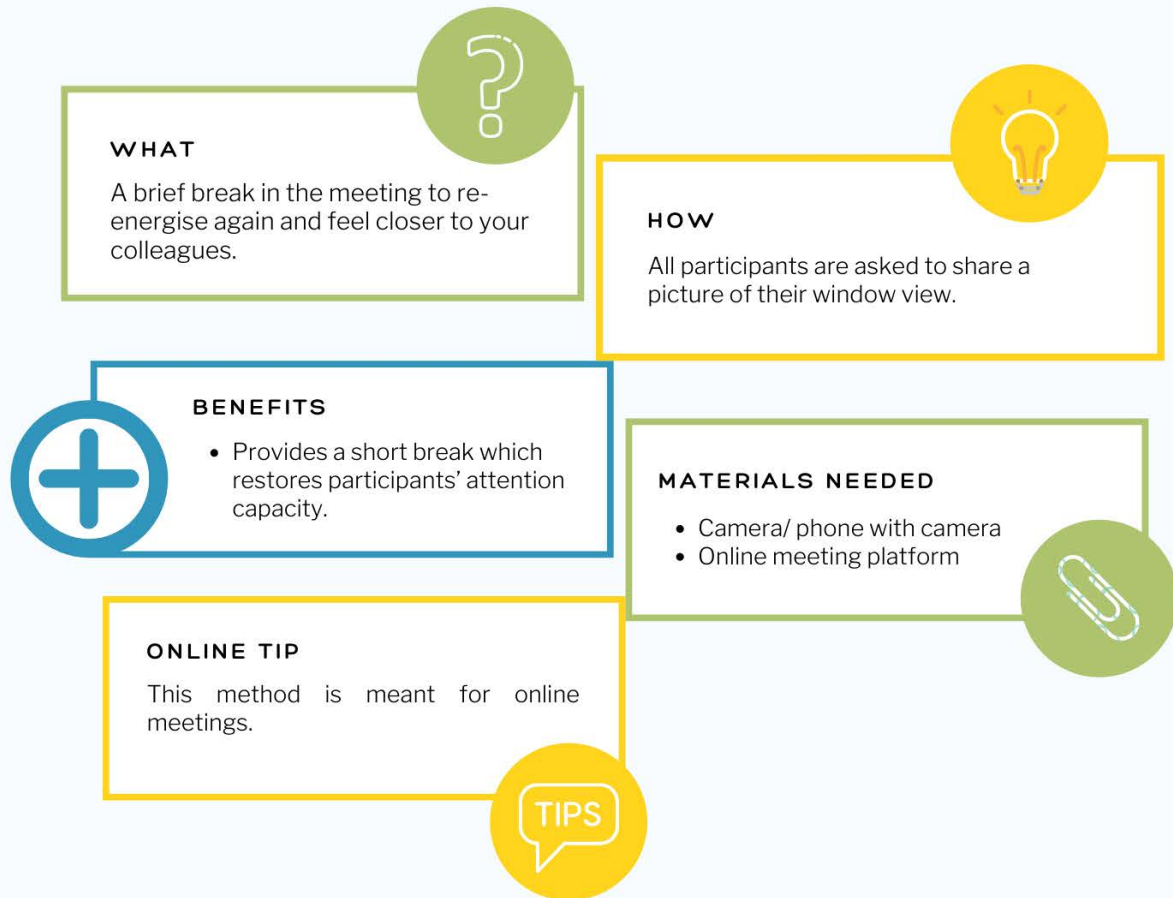 WHAT
A brief break in the meeting to re-
energise again and feel closer to your
colleagues.
HOW
All participants are asked to share a
picture of their window view.
BENEFITS
• Provides a short break which
restores participants’ attention
capacity.
MATERIALS NEEDED
• Camera/ phone with camera
• Online meeting platform
ONLINE TIP
This method is meant for online
meetings.
TIPS